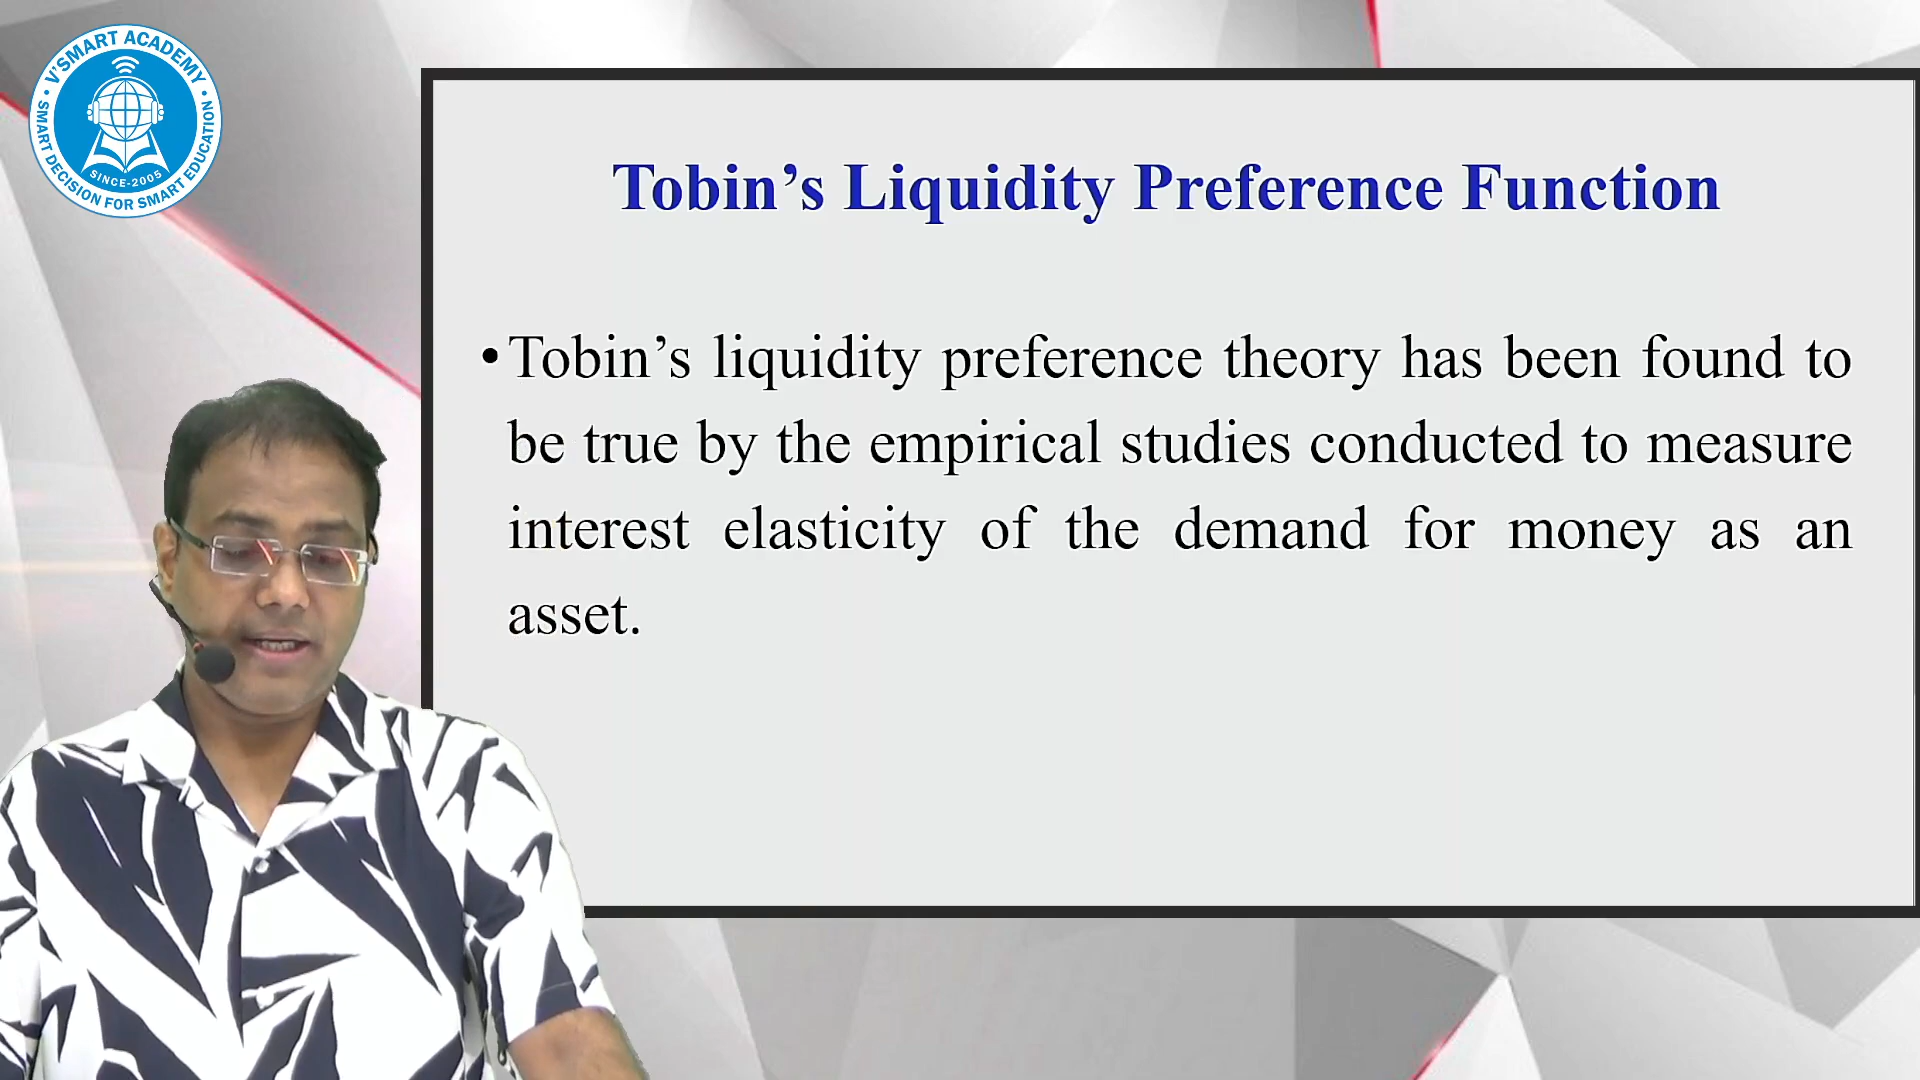 V'SMART ACADEMY
SMART DECISION FOR SMART EDUCATION
SINCE-2005
Tobin’s Liquidity Preference Function
• Tobin’s liquidity preference theory has been found to
be true by the empirical studies conducted to measure
interest elasticity of the demand for money as an
asset.